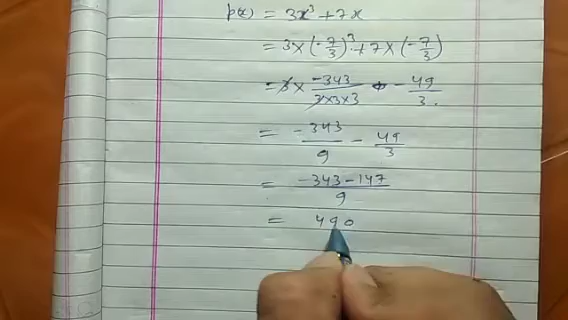 p(x) = 3x³ + 7x
= 3 × (-7/3)³ + 7 × (-7/3)
= 3 × -343/3×3×3 - 49/3.
= -343/9 - 49/3
= -343-147/9
= 490